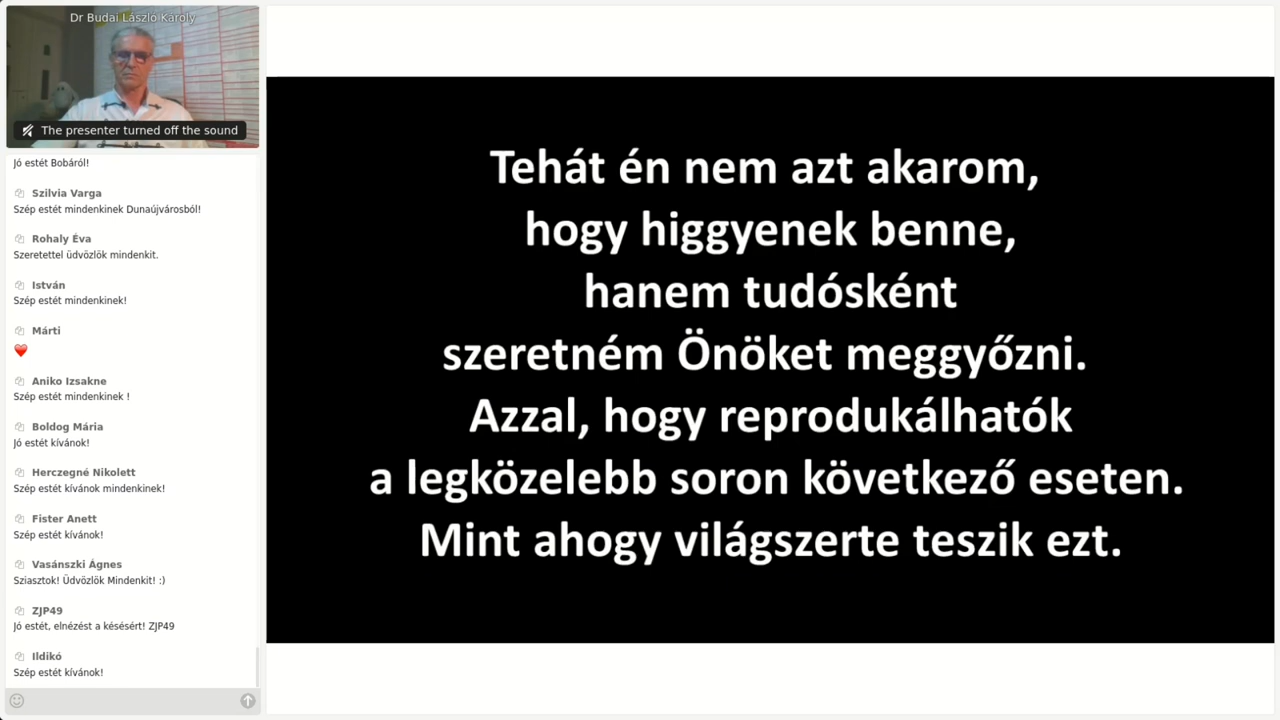 Dr Budai László Károly
The presenter turned off the sound
Jó estét Bobáról!
Szilvia Varga
Szép estét mindenkinek Dunaújvárosból!
Rohaly Éva
Szeretettel üdvözlök mindenkit.
István
Szép estét mindenkinek!
Márti
Aniko Izsakne
Szép estét mindenkinek !
Boldog Mária
Jó estét kívánok!
Herczegné Nikolett
Szép estét kívánok mindenkinek!
Fister Anett
Szép estét kívánok!
Vasánszki Ágnes
Sziasztok! Üdvözlök Mindenkit! :)
ZJP49
Jó estét, elnézést a késésért! ZJP49
Ildikó
Szép estét kívánok!
Tehát én nem azt akarom,
hogy higgyenek benne,
hanem tudósként
szeretném Önöket meggyőzni.
Azzal, hogy reprodukálhatók
a legközelebb soron következő eseten.
Mint ahogy világszerte teszik ezt.